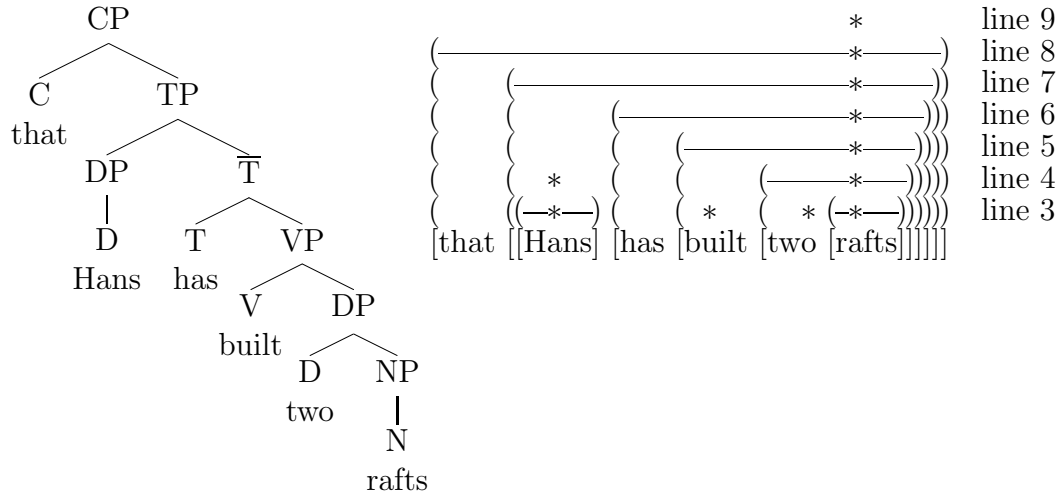 CP
C TP
that
DP T̅
D T VP
Hans has
V DP
built
D NP
two
N
rafts
* line 9
( * ) line 8
( ( * )) line 7
( ( ( * ))) line 6
( ( ( ( * )))) line 5
( ( * ( ( ( * ))))) line 4
( (( * ) ( ( * ( * ( * )))))) line 3
[that [[Hans] [has [built [two [rafts]]]]]]